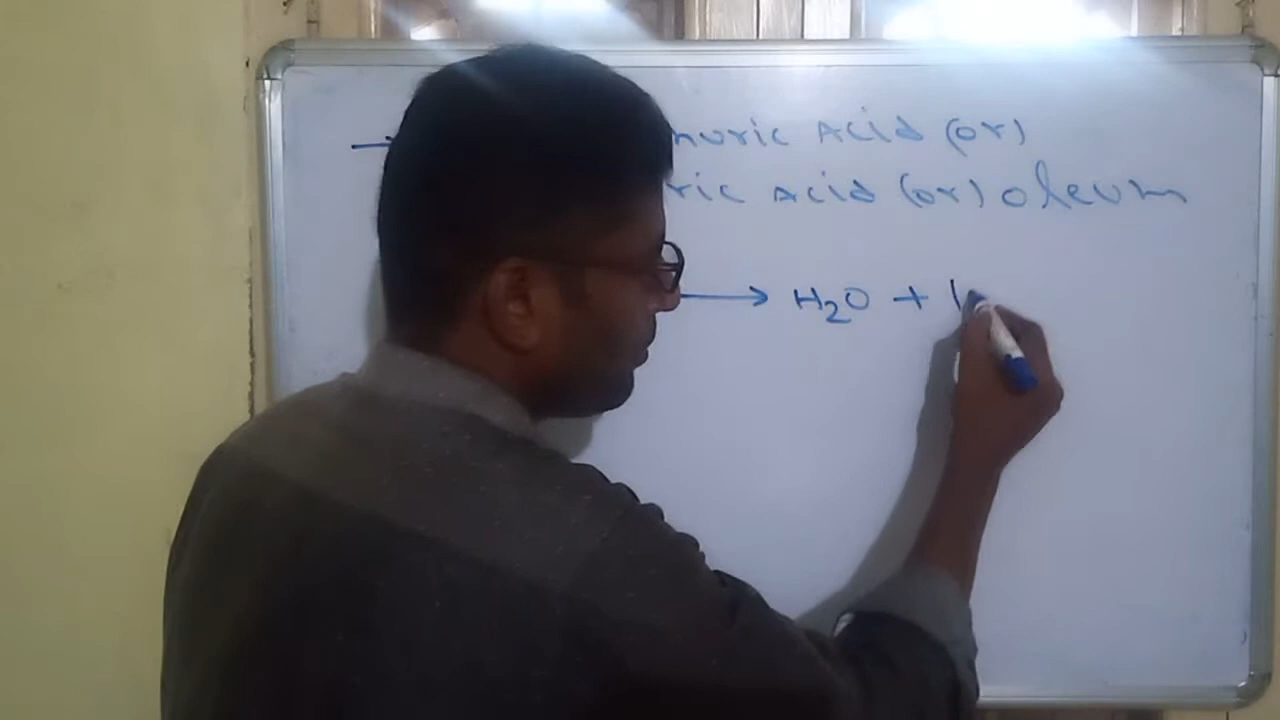 → huric Acid (or)
ric Acid (or) oleum
→ H₂O +